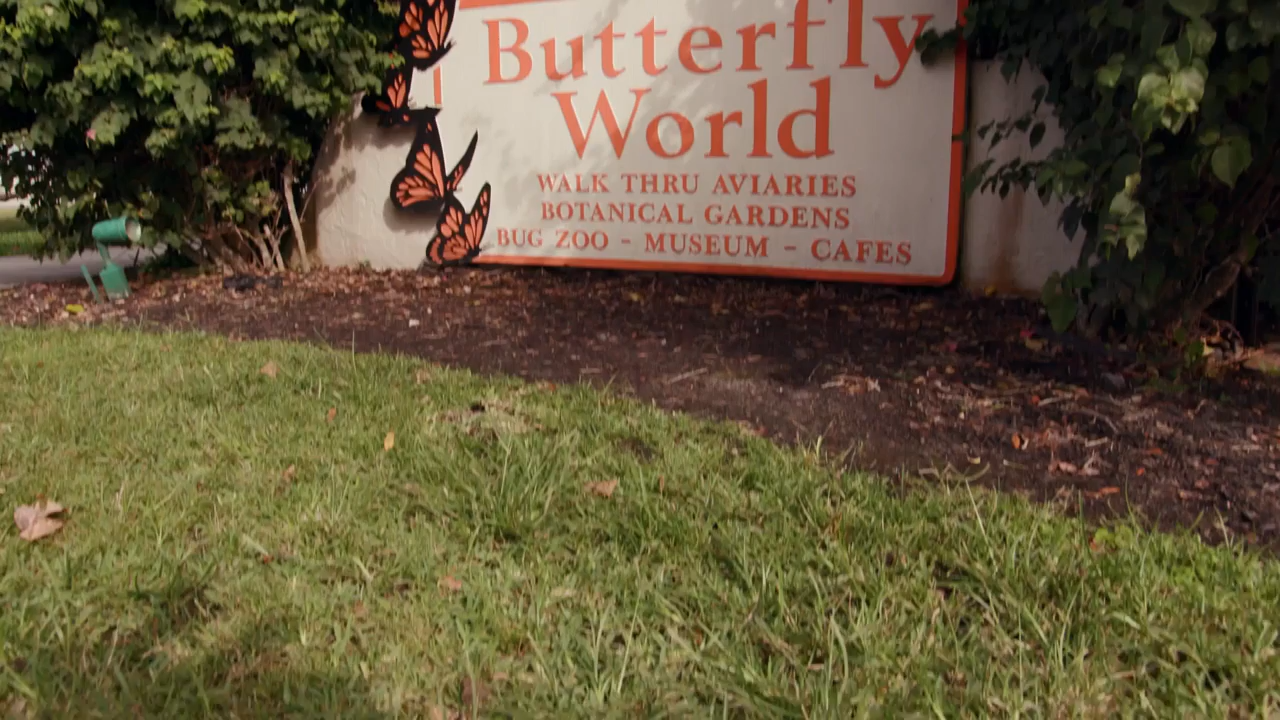 Butterfly
World
WALK THRU AVIARIES
BOTANICAL GARDENS
BUG ZOO - MUSEUM - CAFES